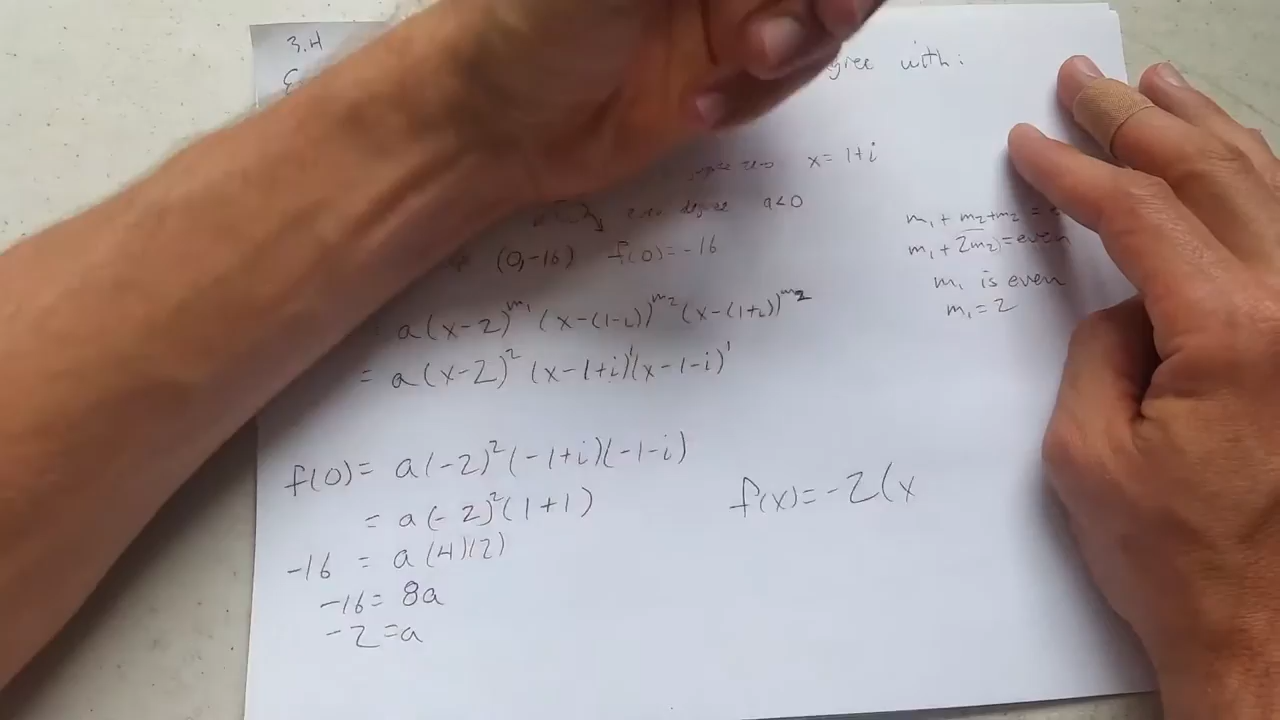 3.4
gree with:
x = 1+i
even degree a<0
(0,-16) f(0) = -16
= a(x-2)^m₁ (x-(1-i))^m₂ (x-(1+i))^m₂
= a(x-2)² (x-1+i)¹(x-1-i)¹
m₁ + m₂+m₂ = e
m₁ + 2m₂ = even
m₁ is even
m₁ = 2
f(0) = a(-2)²(-1+i)(-1-i)
= a(-2)²(1+1)
-16 = a(4)(2)
-16 = 8a
-2 = a
f(x) = -2(x